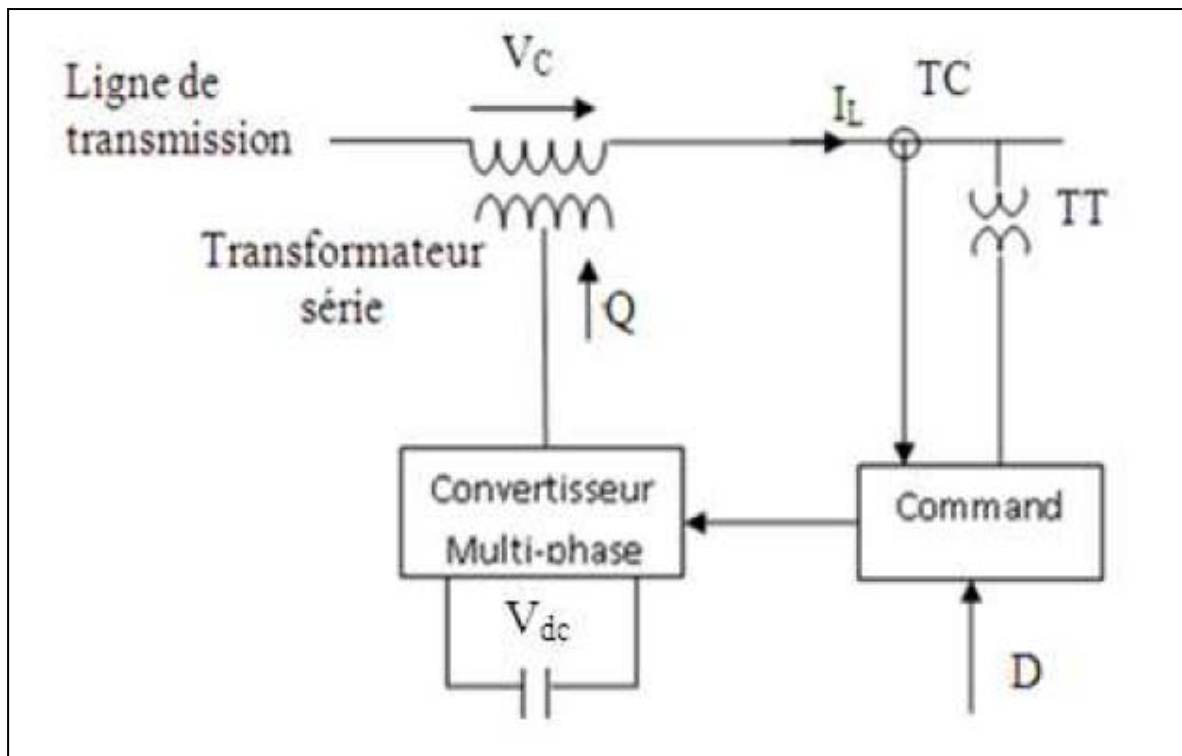 V_C
Ligne de
transmission
I_L
TC
TT
Transformateur
série
Q
Convertisseur
Multi-phase
Command
V_dc
D